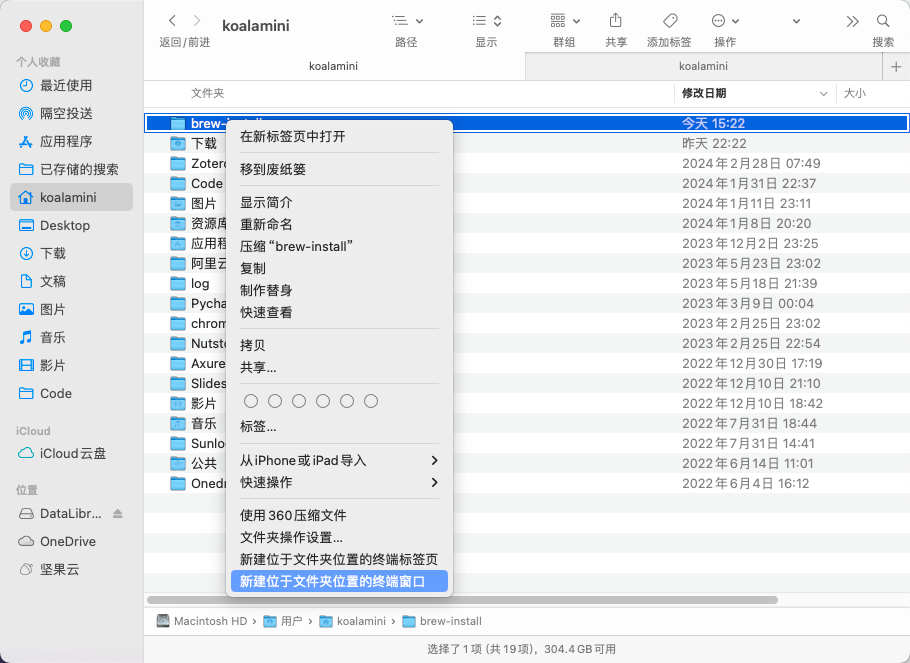 koalamini
返回/前进
路径
显示
群组
共享
添加标签
操作
搜索
koalamini
koalamini
文件夹
修改日期
大小
个人收藏
最近使用
隔空投送
应用程序
已存储的搜索
koalamini
Desktop
下载
文稿
图片
音乐
影片
Code
iCloud
iCloud云盘
位置
DataLibr...
OneDrive
坚果云
brew- 今天 15:22
下载 昨天 22:22
Zoter 2024年2月28日 07:49
Code 2024年1月31日 22:37
图片 2024年1月11日 23:11
资源库 2024年1月8日 20:20
应用程 2023年12月2日 23:25
阿里云 2023年5月23日 23:02
log 2023年5月18日 21:39
Pycha 2023年3月9日 00:04
chrom 2023年2月25日 23:02
Nutsto 2023年2月25日 22:54
Axure 2022年12月30日 17:19
Slides 2022年12月10日 21:10
影片 2022年12月10日 18:42
音乐 2022年7月31日 18:44
Sunlo 2022年7月31日 14:41
公共 2022年6月14日 11:01
Onedr 2022年6月4日 16:12
在新标签页中打开
移到废纸篓
显示简介
重新命名
压缩“brew-install”
复制
制作替身
快速查看
拷贝
共享...
标签...
从iPhone或iPad导入
快速操作
使用360压缩文件
文件夹操作设置...
新建位于文件夹位置的终端标签页
新建位于文件夹位置的终端窗口
Macintosh HD › 用户 › koalamini › brew-install
选择了1项 (共19项)，304.4GB可用